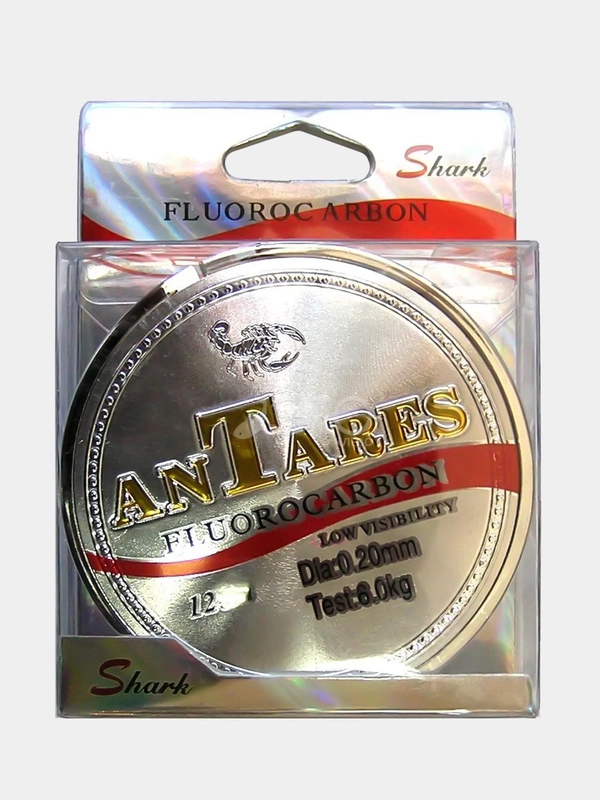 Shark
FLUOROCARBON
ANTARES
FLUOROCARBON
LOW VISIBILITY
Dia:0.20mm
Test:6.0kg
Shark